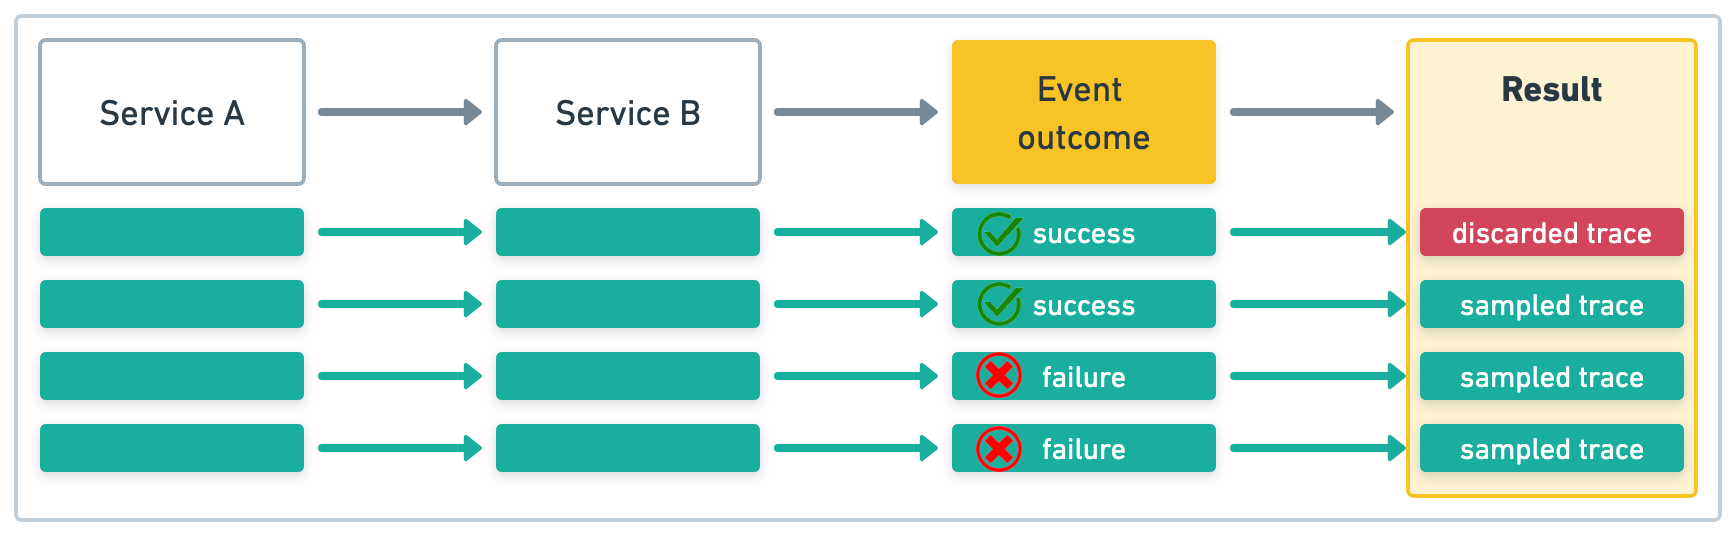 Service A
Service B
Event
outcome
Result
success
discarded trace
success
sampled trace
failure
sampled trace
failure
sampled trace